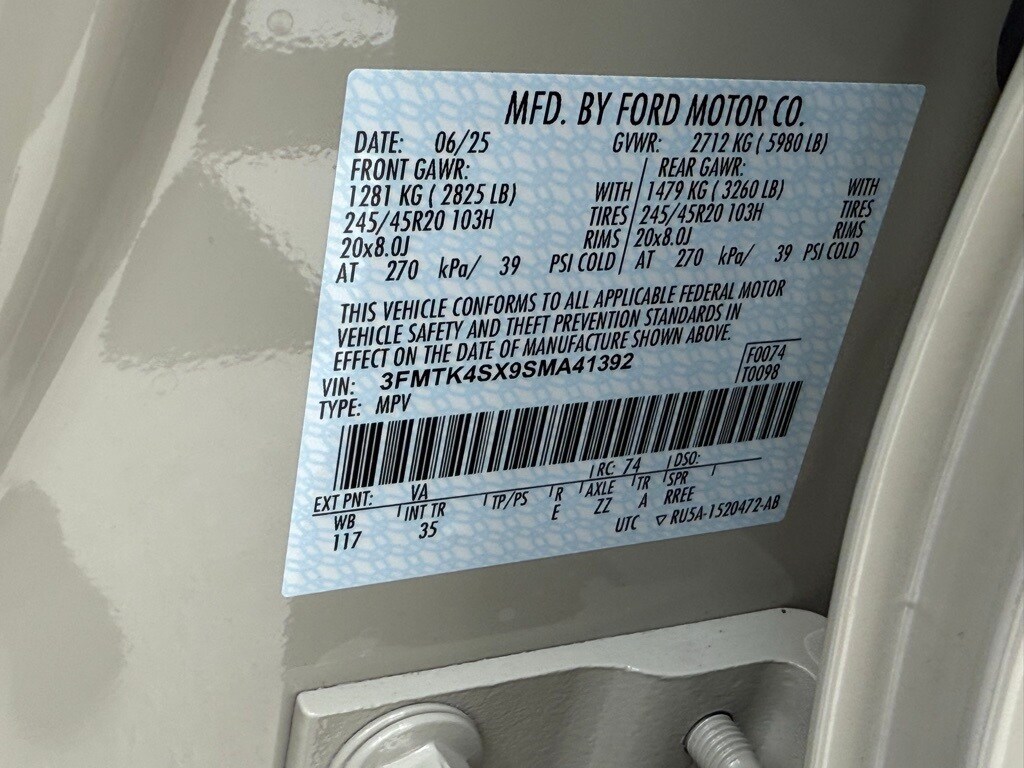 MFD. BY FORD MOTOR CO.
DATE: 06/25 GVWR: 2712 KG ( 5980 LB)
FRONT GAWR: REAR GAWR:
1281 KG ( 2825 LB) WITH 1479 KG ( 3260 LB) WITH
245/45R20 103H TIRES 245/45R20 103H TIRES
20x8.0J RIMS 20x8.0J RIMS
AT 270 kPa/ 39 PSI COLD AT 270 kPa/ 39 PSI COLD
THIS VEHICLE CONFORMS TO ALL APPLICABLE FEDERAL MOTOR
VEHICLE SAFETY AND THEFT PREVENTION STANDARDS IN
EFFECT ON THE DATE OF MANUFACTURE SHOWN ABOVE.
VIN: 3FMTK4SX9SMA41392 F0074
TYPE: MPV T0098
EXT PNT: VA RC: 74 DSO:
WB INT TR TP/PS R AXLE TR SPR
117 35 E ZZ A RREE
UTC ▽ RU5A-1520472-AB